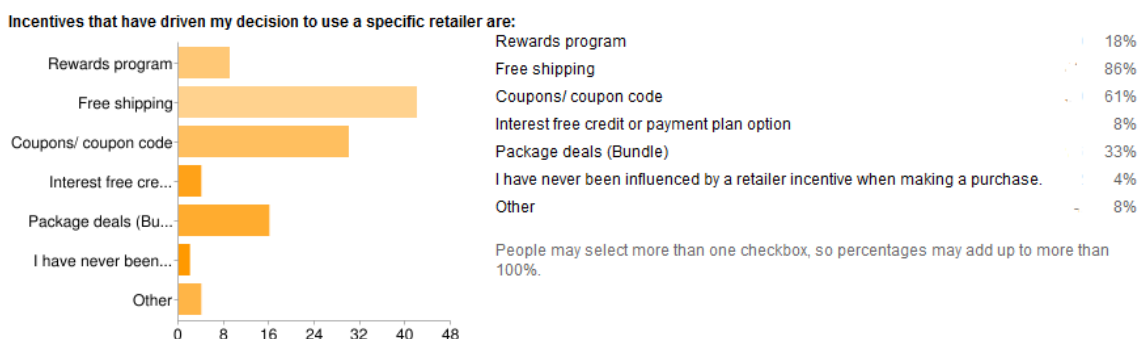 Incentives that have driven my decision to use a specific retailer are:
Rewards program
Free shipping
Coupons/ coupon code
Interest free cre...
Package deals (Bu...
I have never been...
Other
0 8 16 24 32 40 48
Rewards program 18%
Free shipping 86%
Coupons/ coupon code 61%
Interest free credit or payment plan option 8%
Package deals (Bundle) 33%
I have never been influenced by a retailer incentive when making a purchase. 4%
Other 8%
People may select more than one checkbox, so percentages may add up to more than
100%.